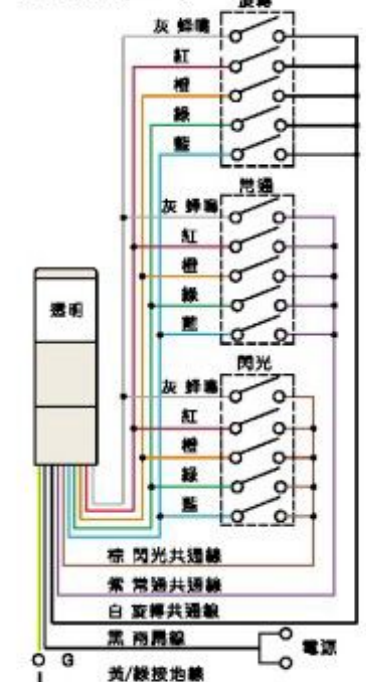 旋轉
灰 蜂鳴
紅
橙
綠
藍
常通
灰 蜂鳴
紅
橙
綠
藍
透明
閃光
灰 蜂鳴
紅
橙
綠
藍
棕 閃光共通線
紫 常通共通線
白 旋轉共通線
黑 兩用線
電源
G
黃/綠接地線